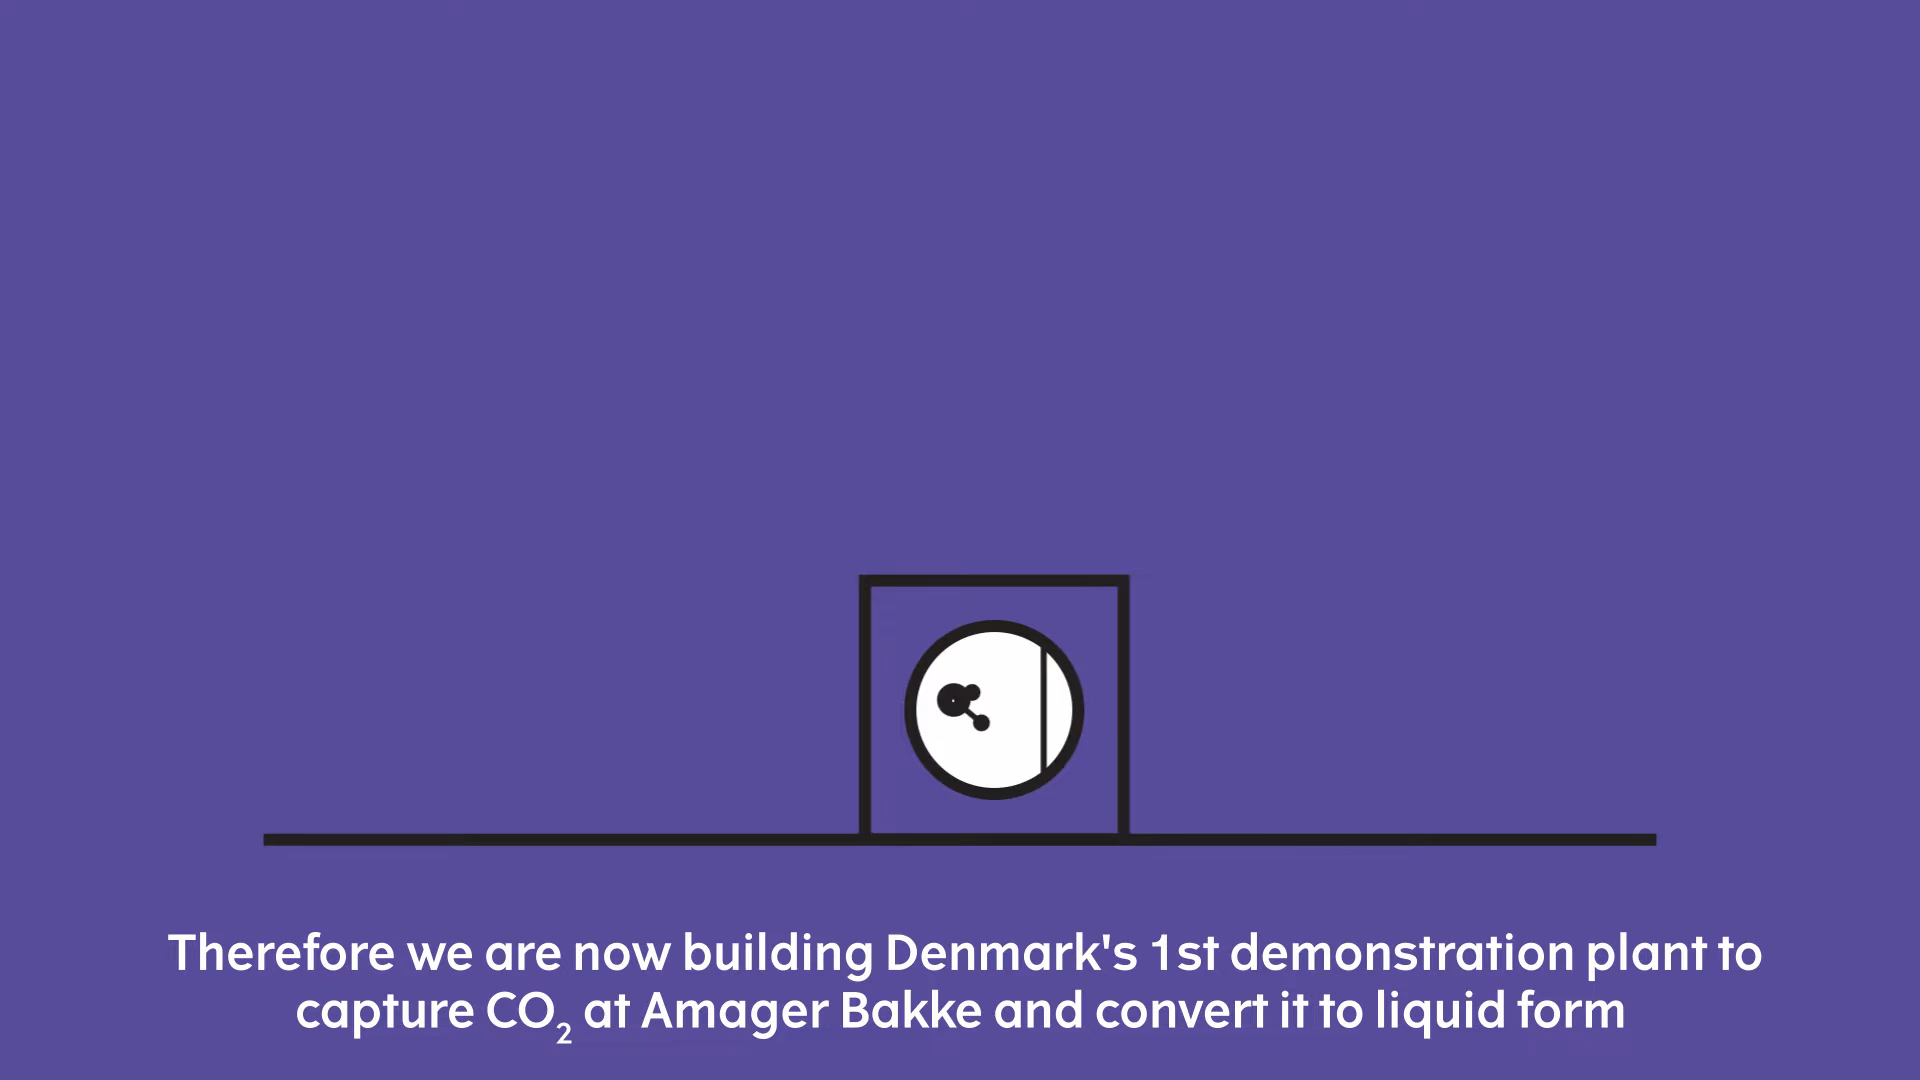 Therefore we are now building Denmark's 1st demonstration plant to
capture CO₂ at Amager Bakke and convert it to liquid form